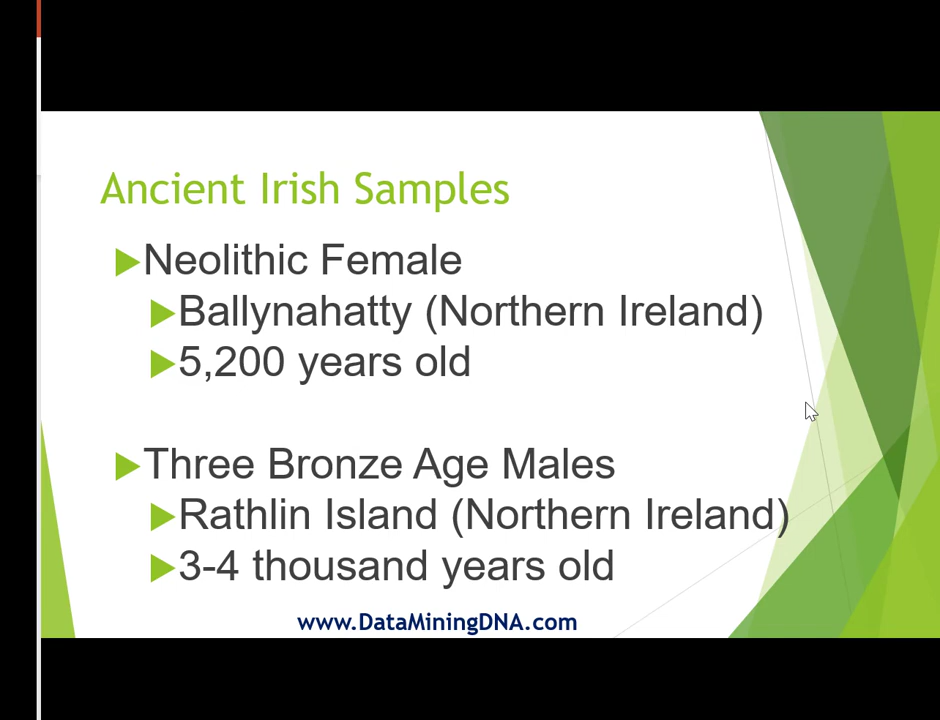 Ancient Irish Samples
Neolithic Female
Ballynahatty (Northern Ireland)
5,200 years old
Three Bronze Age Males
Rathlin Island (Northern Ireland)
3-4 thousand years old
www.DataMiningDNA.com